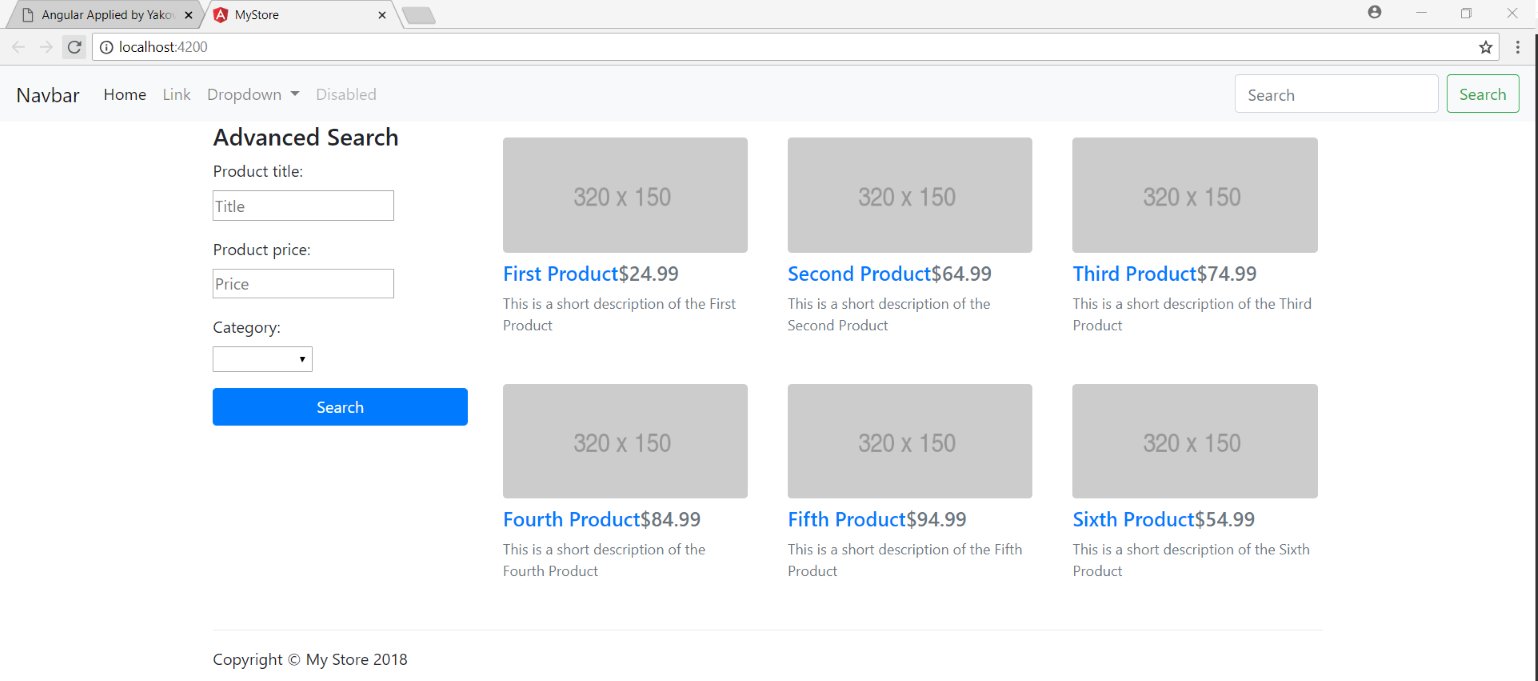 Angular Applied by Yako
MyStore
localhost:4200
Navbar Home Link Dropdown Disabled Search Search
Advanced Search
Product title:
Title
Product price:
Price
Category:
Search
320 x 150
First Product$24.99
This is a short description of the First
Product
320 x 150
Second Product$64.99
This is a short description of the
Second Product
320 x 150
Third Product$74.99
This is a short description of the Third
Product
320 x 150
Fourth Product$84.99
This is a short description of the
Fourth Product
320 x 150
Fifth Product$94.99
This is a short description of the Fifth
Product
320 x 150
Sixth Product$54.99
This is a short description of the Sixth
Product
Copyright © My Store 2018